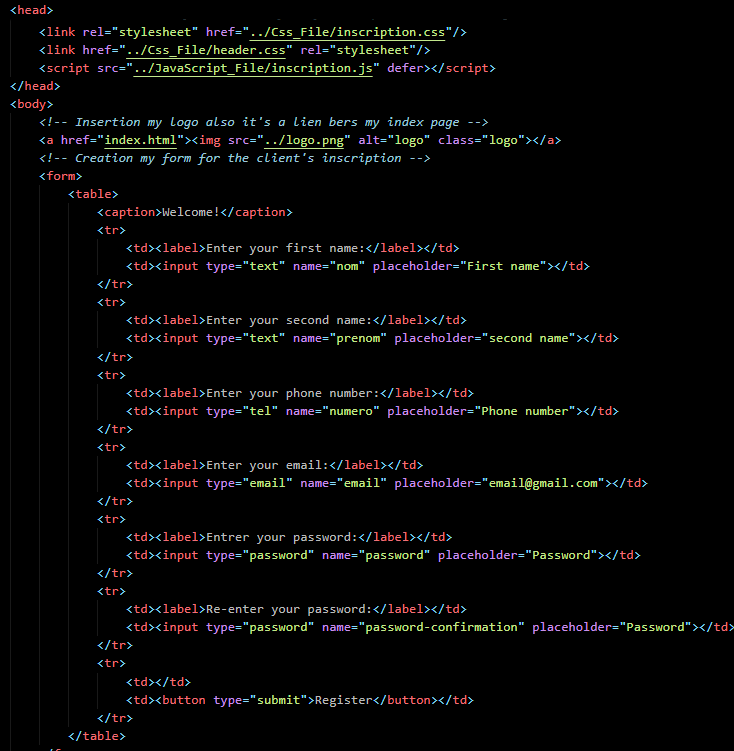 <head>
    <link rel="stylesheet" href="../Css_File/inscription.css"/>
    <link href="../Css_File/header.css" rel="stylesheet"/>
    <script src="../JavaScript_File/inscription.js" defer></script>
</head>
<body>
    <!-- Insertion my logo also it's a lien bers my index page -->
    <a href="index.html"><img src="../logo.png" alt="logo" class="logo"></a>
    <!-- Creation my form for the client's inscription -->
    <form>
        <table>
            <caption>Welcome!</caption>
            <tr>
                <td><label>Enter your first name:</label></td>
                <td><input type="text" name="nom" placeholder="First name"></td>
            </tr>
            <tr>
                <td><label>Enter your second name:</label></td>
                <td><input type="text" name="prenom" placeholder="second name"></td>
            </tr>
            <tr>
                <td><label>Enter your phone number:</label></td>
                <td><input type="tel" name="numero" placeholder="Phone number"></td>
            </tr>
            <tr>
                <td><label>Enter your email:</label></td>
                <td><input type="email" name="email" placeholder="email@gmail.com"></td>
            </tr>
            <tr>
                <td><label>Entrer your password:</label></td>
                <td><input type="password" name="password" placeholder="Password"></td>
            </tr>
            <tr>
                <td><label>Re-enter your password:</label></td>
                <td><input type="password" name="password-confirmation" placeholder="Password"></td>
            </tr>
            <tr>
                <td></td>
                <td><button type="submit">Register</button></td>
            </tr>
        </table>